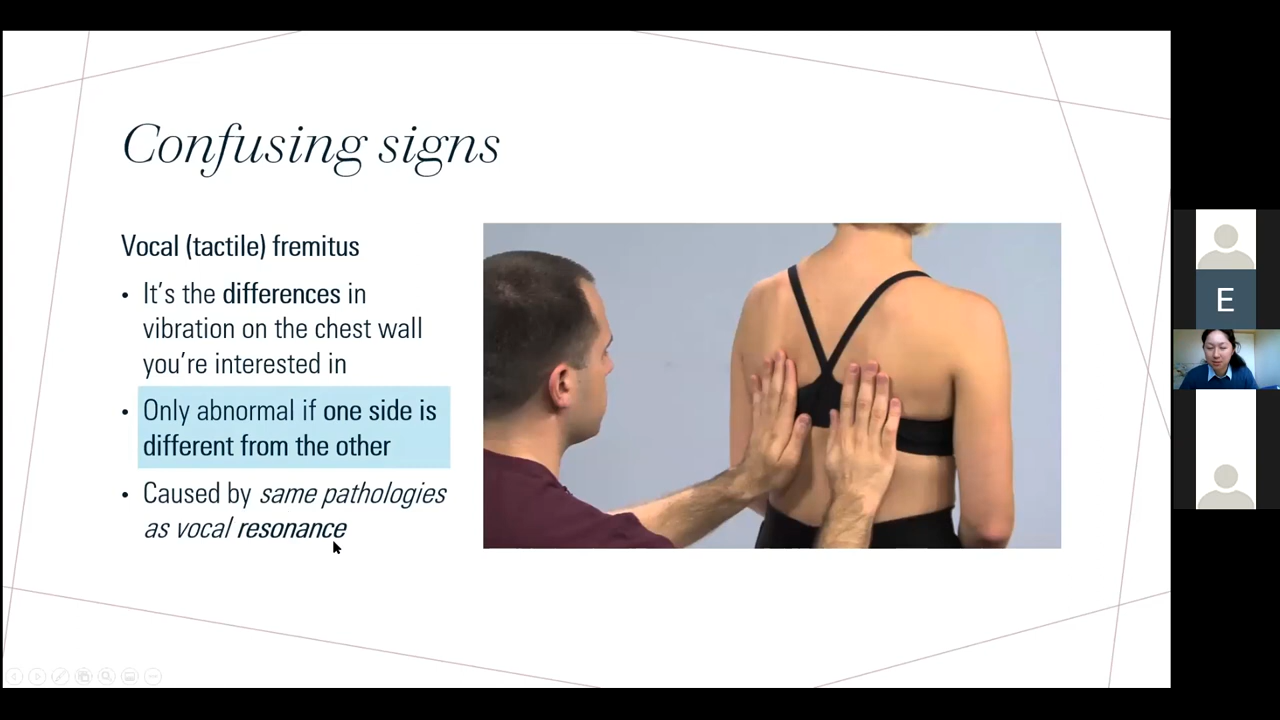 Confusing signs
Vocal (tactile) fremitus
• It's the differences in
vibration on the chest wall
you're interested in
• Only abnormal if one side is
different from the other
• Caused by same pathologies
as vocal resonance
E